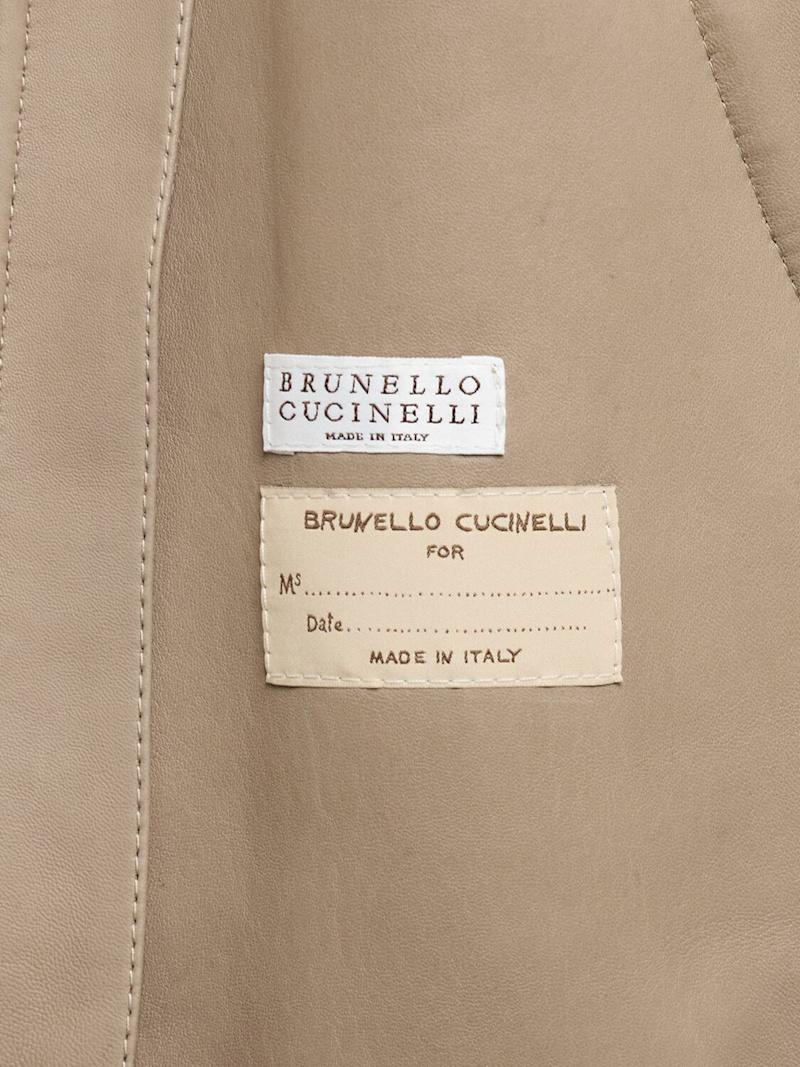 BRUNELLO
CUCINELLI
MADE IN ITALY
BRUNELLO CUCINELLI
FOR
Ms........................................
Date..............................
MADE IN ITALY